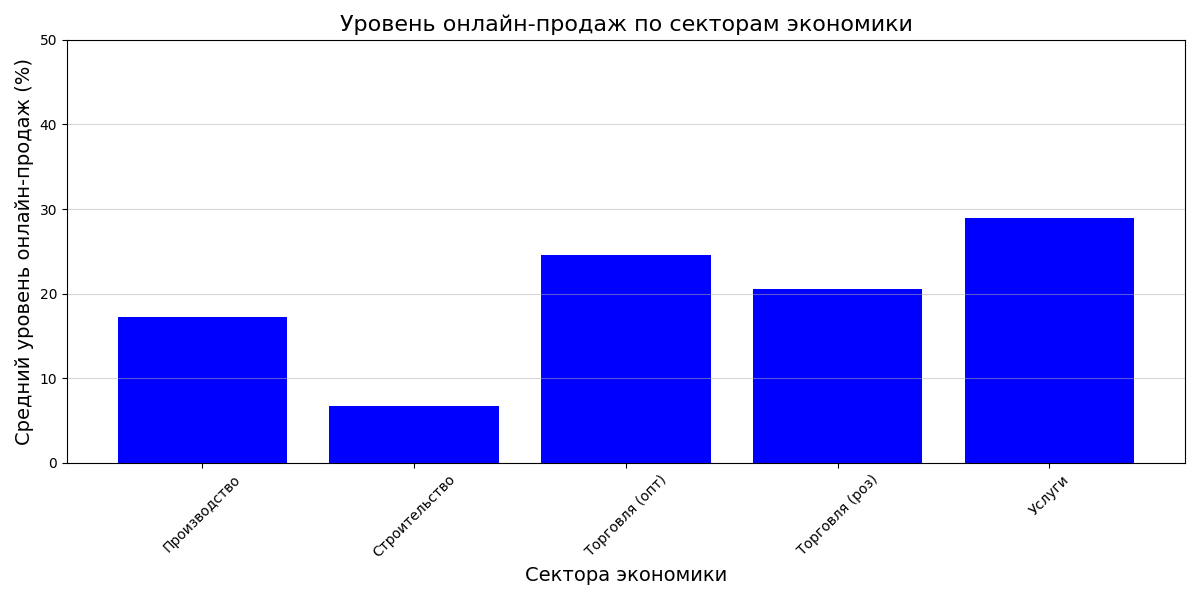 Уровень онлайн-продаж по секторам экономики
Средний уровень онлайн-продаж (%)
50
40
30
20
10
0
Производство
Строительство
Торговля (опт)
Торговля (роз)
Услуги
Сектора экономики